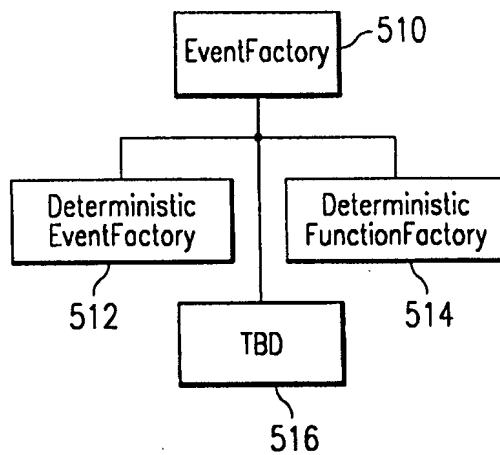 EventFactory
510
Deterministic
EventFactory
512
Deterministic
FunctionFactory
514
TBD
516